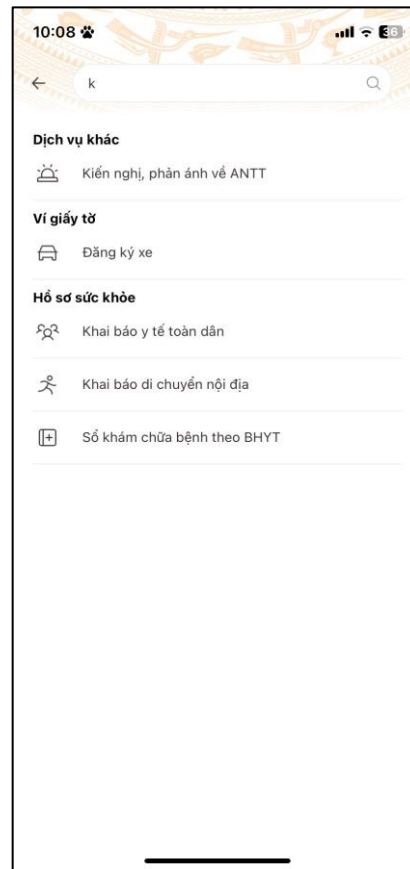 10:08
36
k
Dịch vụ khác
Kiến nghị, phản ánh về ANTT
Ví giấy tờ
Đăng ký xe
Hồ sơ sức khỏe
Khai báo y tế toàn dân
Khai báo di chuyển nội địa
Sổ khám chữa bệnh theo BHYT